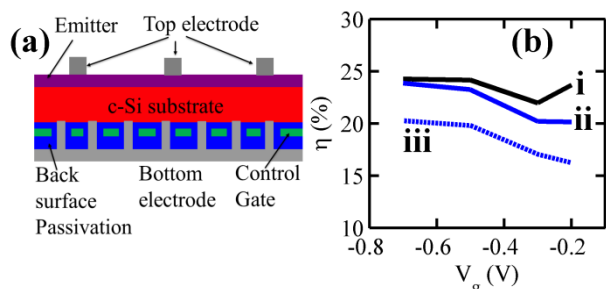 (a)
Top electrode
Emitter
c-Si substrate
Back
surface
Passivation
Bottom
electrode
Control
Gate
(b)
30
25
20
15
10
η (%)
i
ii
iii
-0.8
-0.6
-0.4
-0.2
V_g (V)